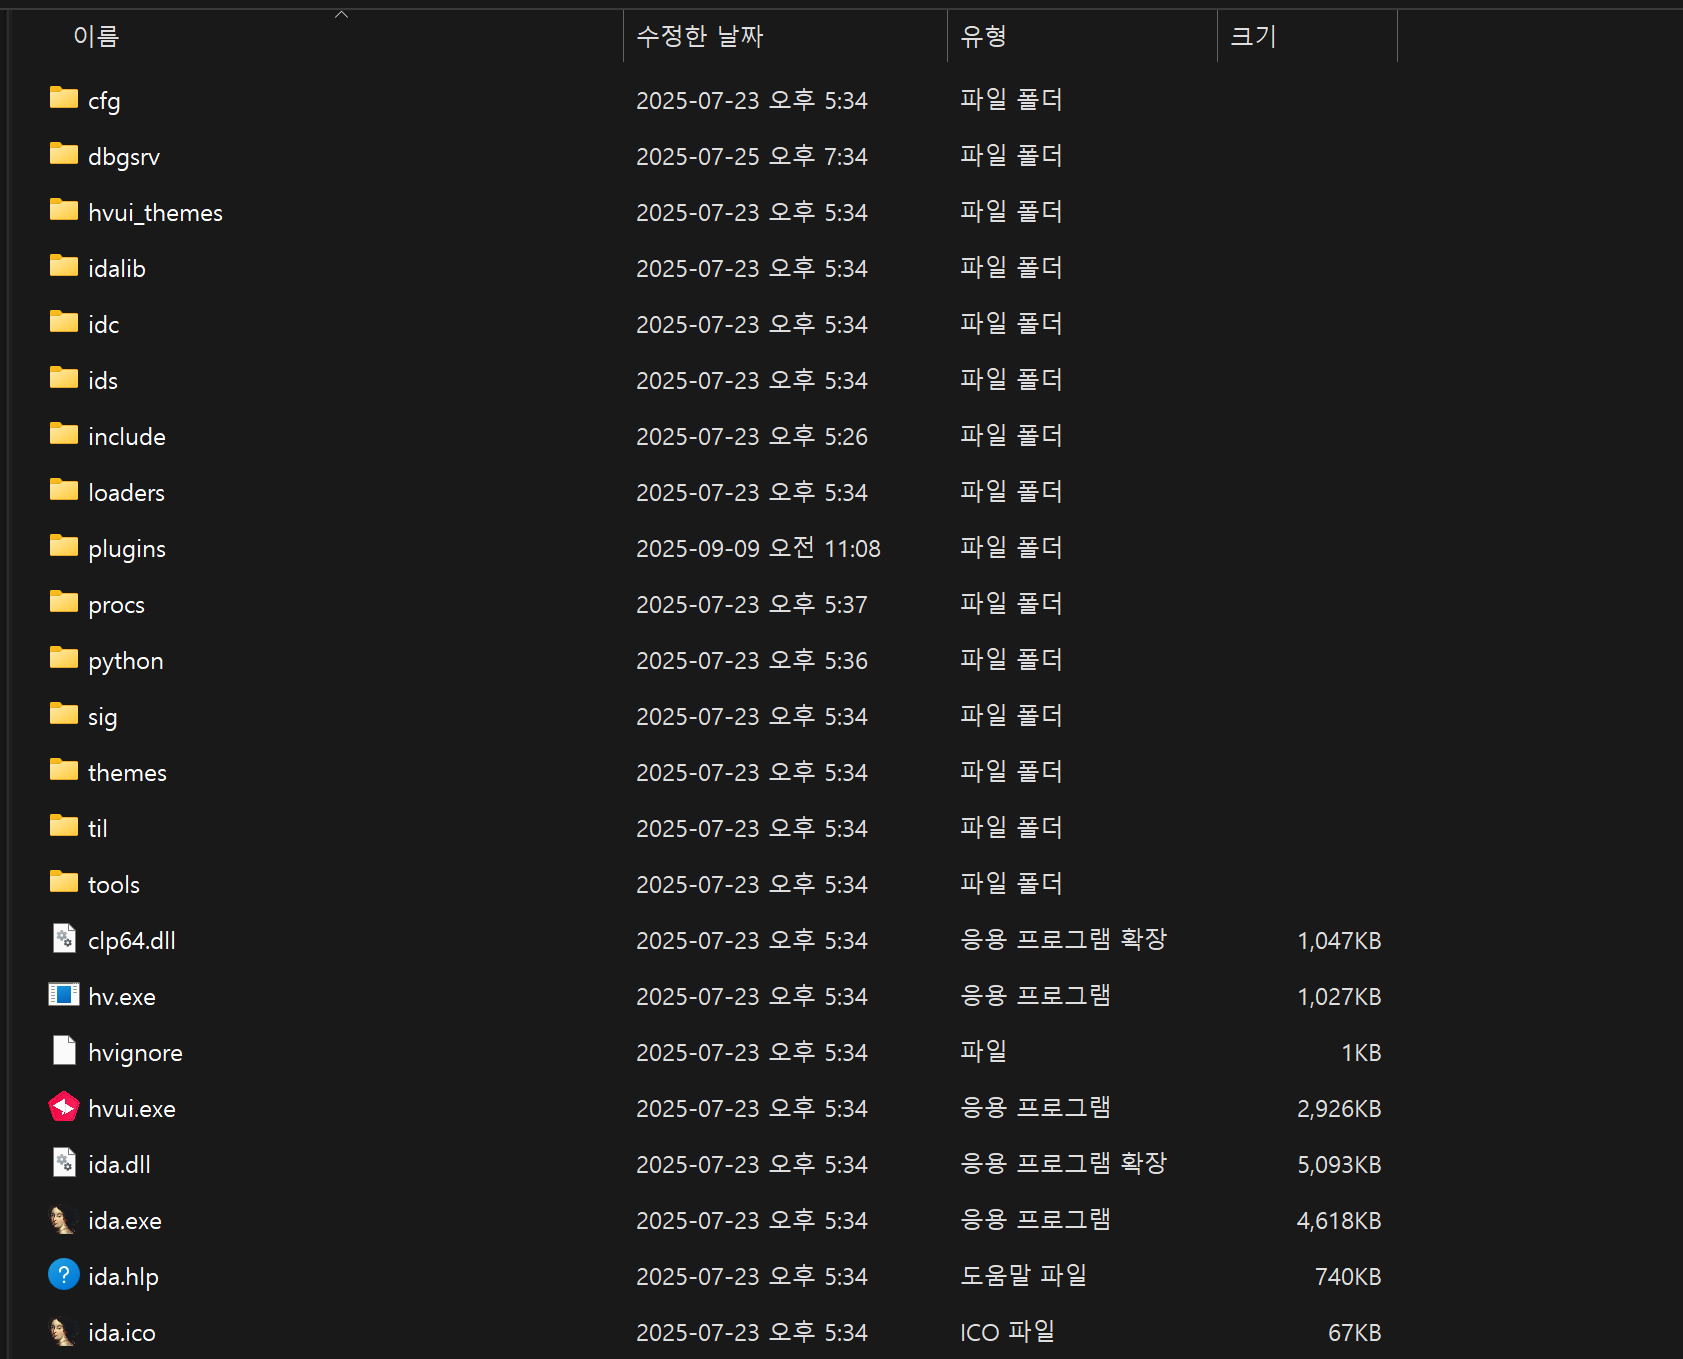 이름 수정한 날짜 유형 크기
cfg 2025-07-23 오후 5:34 파일 폴더
dbgsrv 2025-07-25 오후 7:34 파일 폴더
hvui_themes 2025-07-23 오후 5:34 파일 폴더
idalib 2025-07-23 오후 5:34 파일 폴더
idc 2025-07-23 오후 5:34 파일 폴더
ids 2025-07-23 오후 5:34 파일 폴더
include 2025-07-23 오후 5:26 파일 폴더
loaders 2025-07-23 오후 5:34 파일 폴더
plugins 2025-09-09 오전 11:08 파일 폴더
procs 2025-07-23 오후 5:37 파일 폴더
python 2025-07-23 오후 5:36 파일 폴더
sig 2025-07-23 오후 5:34 파일 폴더
themes 2025-07-23 오후 5:34 파일 폴더
til 2025-07-23 오후 5:34 파일 폴더
tools 2025-07-23 오후 5:34 파일 폴더
clp64.dll 2025-07-23 오후 5:34 응용 프로그램 확장 1,047KB
hv.exe 2025-07-23 오후 5:34 응용 프로그램 1,027KB
hvignore 2025-07-23 오후 5:34 파일 1KB
hvui.exe 2025-07-23 오후 5:34 응용 프로그램 2,926KB
ida.dll 2025-07-23 오후 5:34 응용 프로그램 확장 5,093KB
ida.exe 2025-07-23 오후 5:34 응용 프로그램 4,618KB
ida.hlp 2025-07-23 오후 5:34 도움말 파일 740KB
ida.ico 2025-07-23 오후 5:34 ICO 파일 67KB